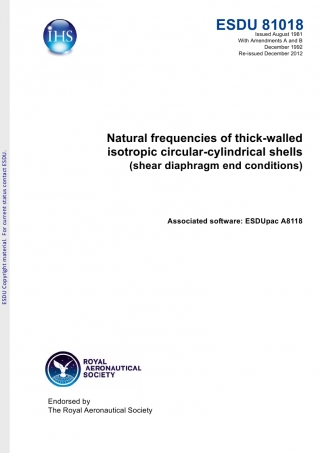 IHS
ESDU 81018
Issued August 1981
With Amendments A and B
December 1992
Re-issued December 2012
ESDU Copyright material. For current status contact ESDU.
Natural frequencies of thick-walled
isotropic circular-cylindrical shells
(shear diaphragm end conditions)
Associated software: ESDUpac A8118
ROYAL
AERONAUTICAL
SOCIETY
Endorsed by
The Royal Aeronautical Society